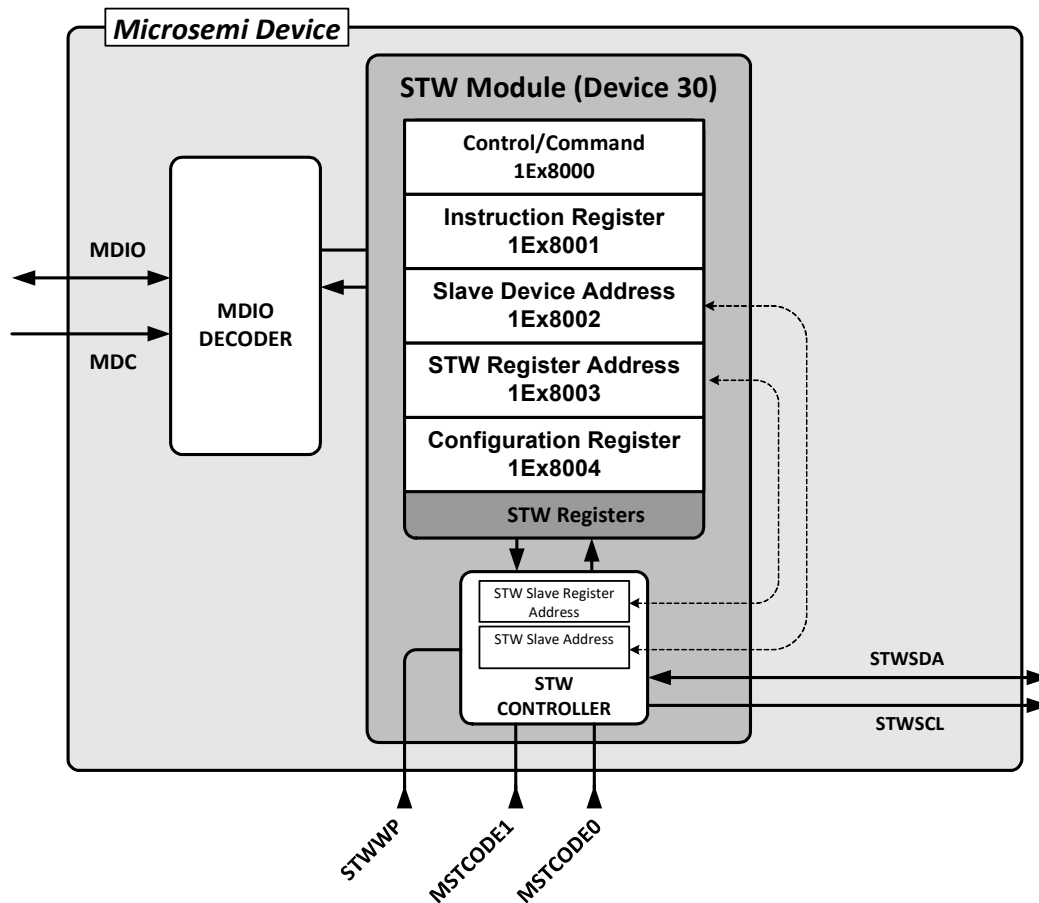 Microsemi Device
STW Module (Device 30)
Control/Command
1Ex8000
Instruction Register
1Ex8001
MDIO
Slave Device Address
1Ex8002
MDIO
DECODER
MDC
STW Register Address
1Ex8003
Configuration Register
1Ex8004
STW Registers
STW Slave Register
Address
STW Slave Address
STW
CONTROLLER
STWSDA
STWSCL
STWWP
MSTCODE1
MSTCODE0